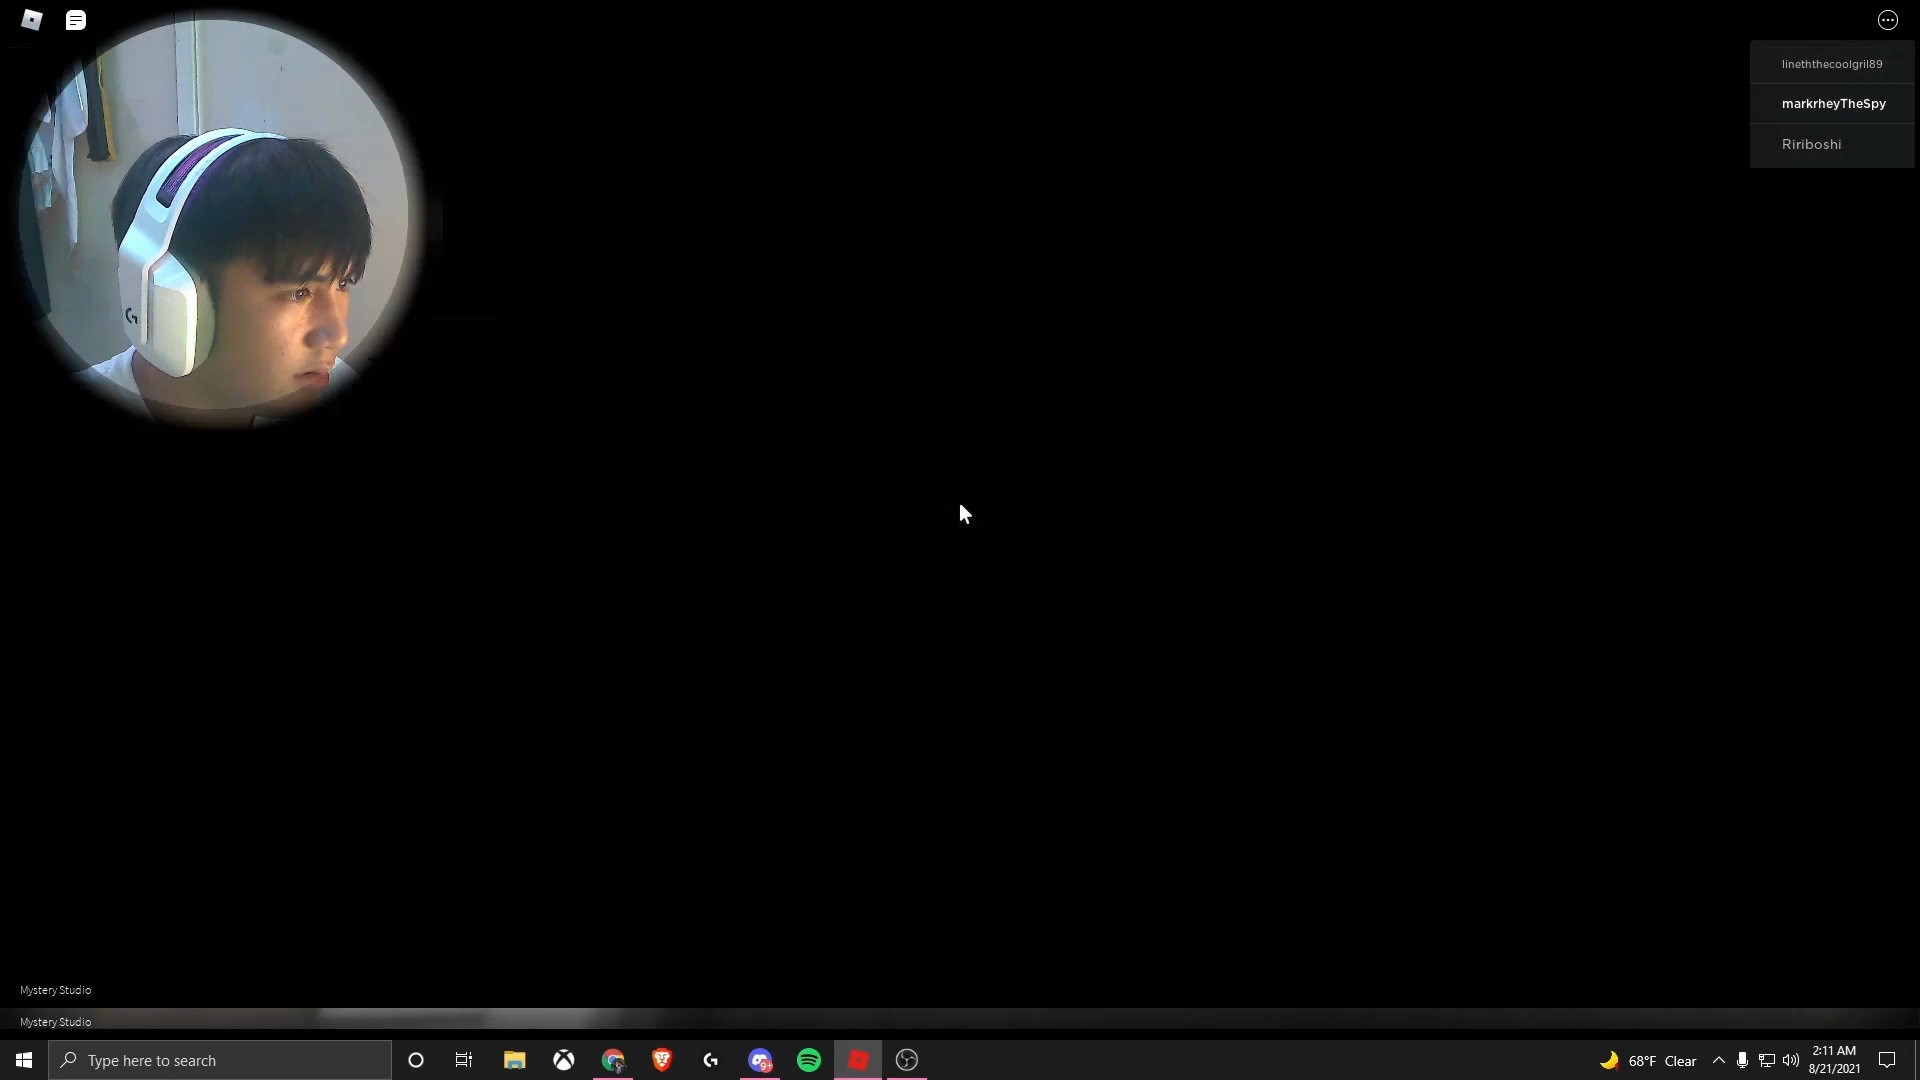 lineththecoolgril89
markrheyTheSpy
Ririboshi
Mystery Studio
Mystery Studio
Type here to search
9+
68°F Clear
2:11 AM
8/21/2021